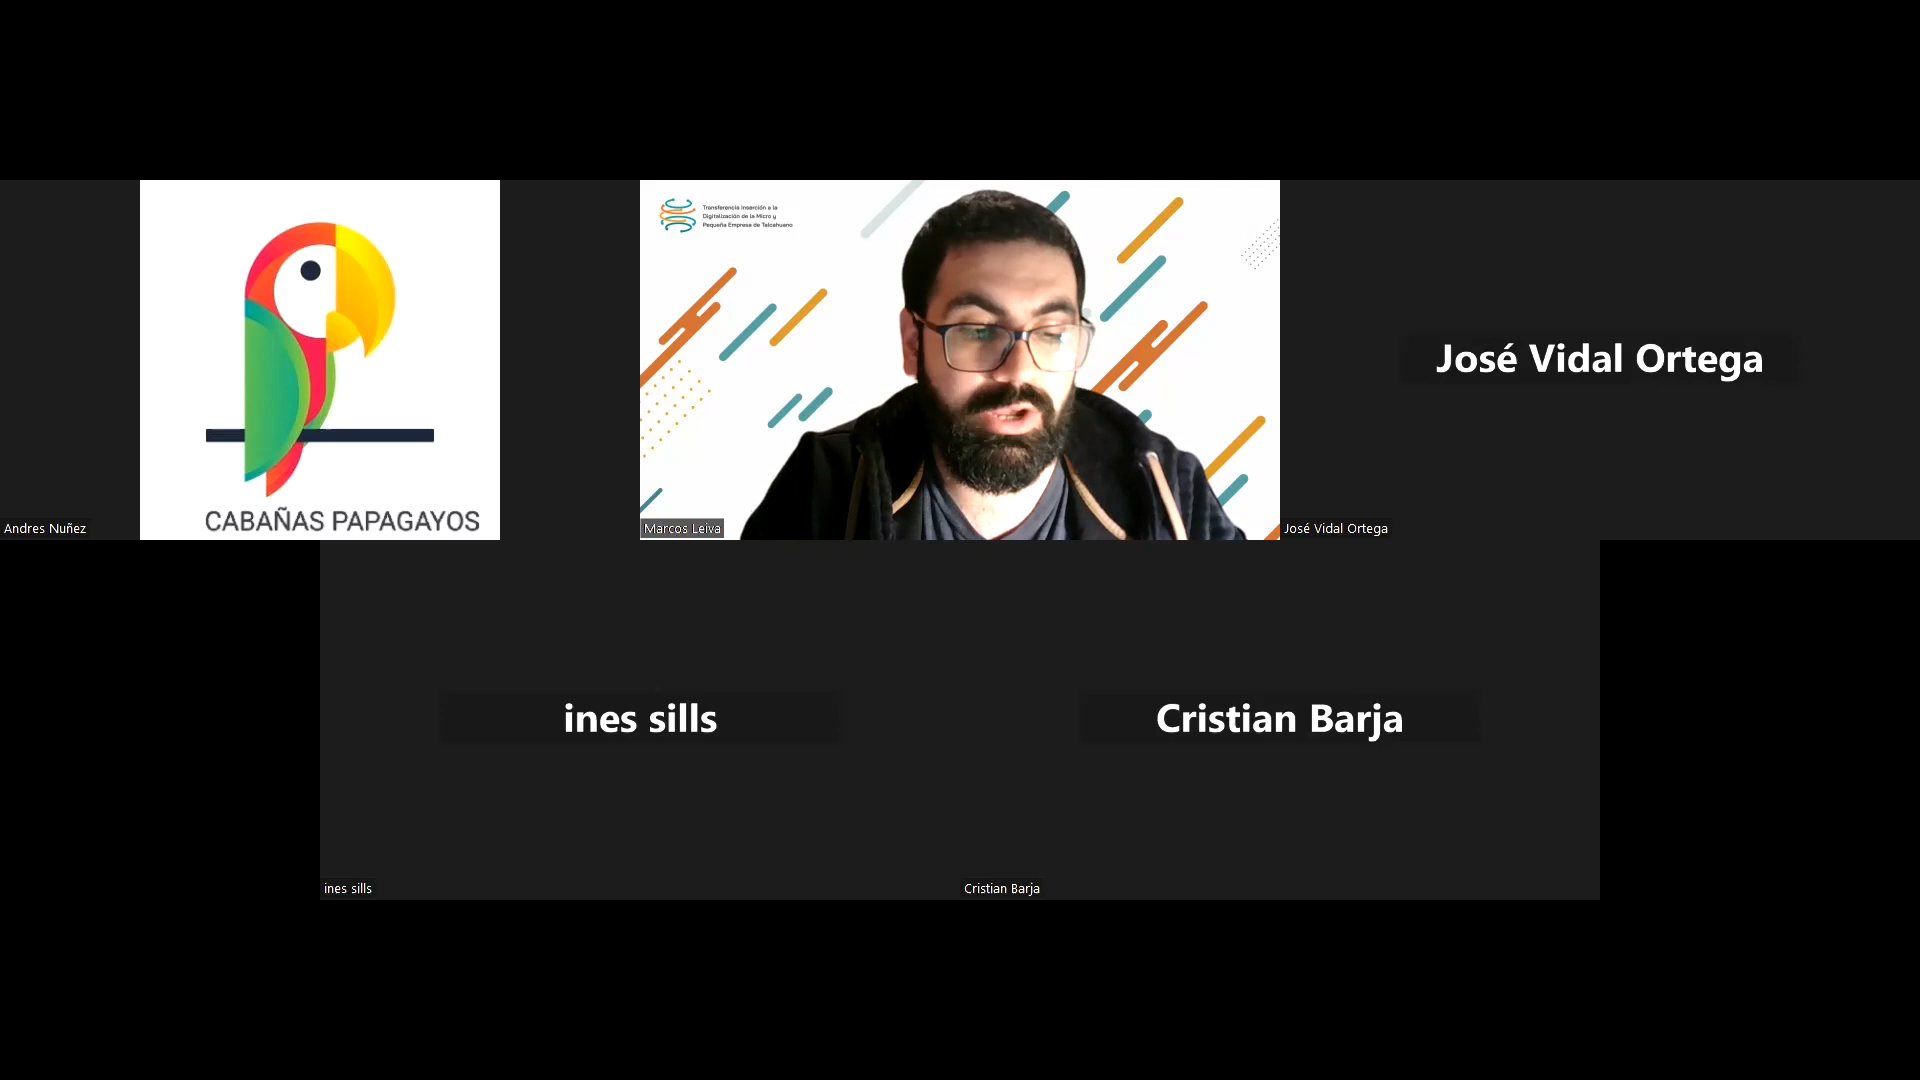 CABAÑAS PAPAGAYOS
Andres Nuñez
Transferencia Inserción a la
Digitalización de la Micro y
Pequeña Empresa de Talcahuano
Marcos Leiva
José Vidal Ortega
José Vidal Ortega
ines sills
ines sills
Cristian Barja
Cristian Barja